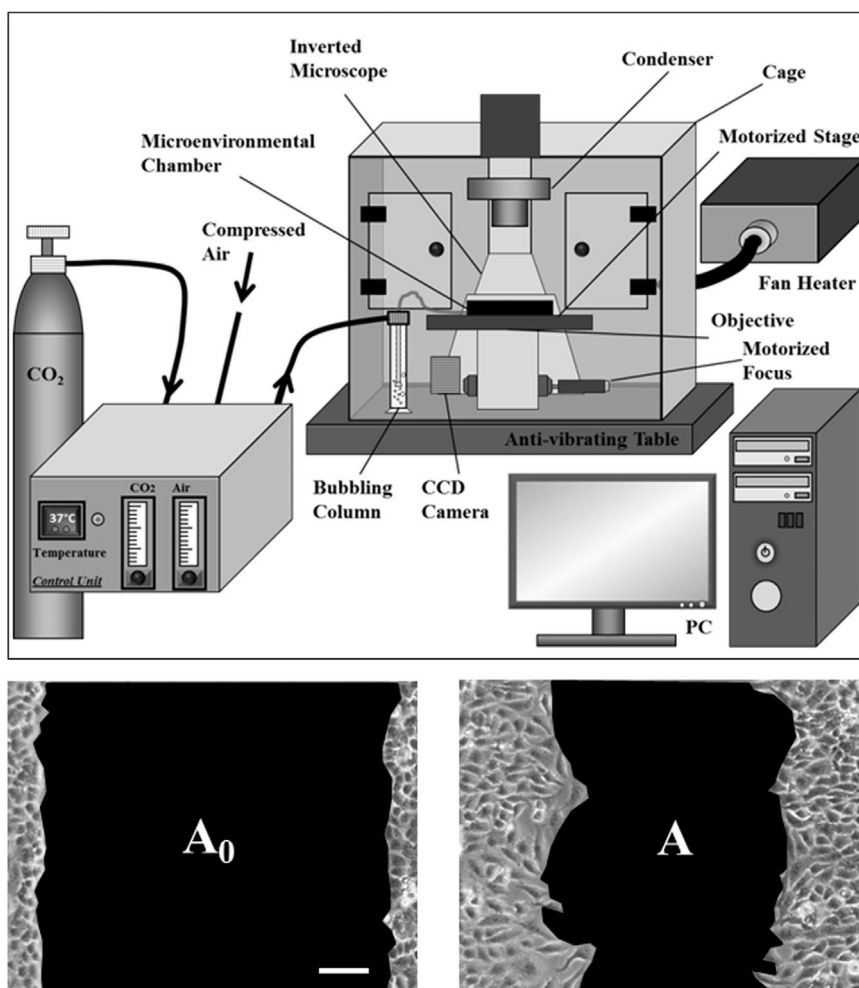 Inverted
Microscope
Condenser
Cage
Microenvironmental
Chamber
Motorized Stage
Compressed
Air
Fan Heater
CO₂
Objective
Motorized
Focus
Anti-vibrating Table
Bubbling
Column
CCD
Camera
CO₂ Air
37°C
Temperature
Control Unit
PC
A₀
A